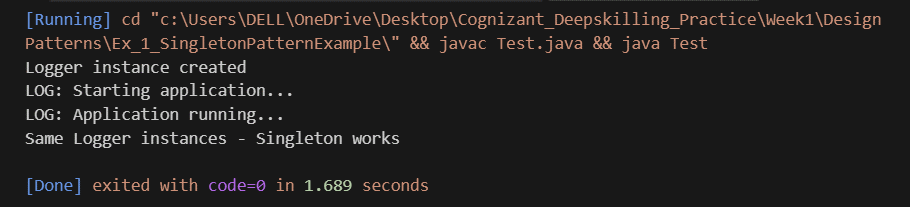 [Running] cd "c:\Users\DELL\OneDrive\Desktop\Cognizant_Deepskilling_Practice\Week1\Design
Patterns\Ex_1_SingletonPatternExample\" && javac Test.java && java Test
Logger instance created
LOG: Starting application...
LOG: Application running...
Same Logger instances - Singleton works
[Done] exited with code=0 in 1.689 seconds